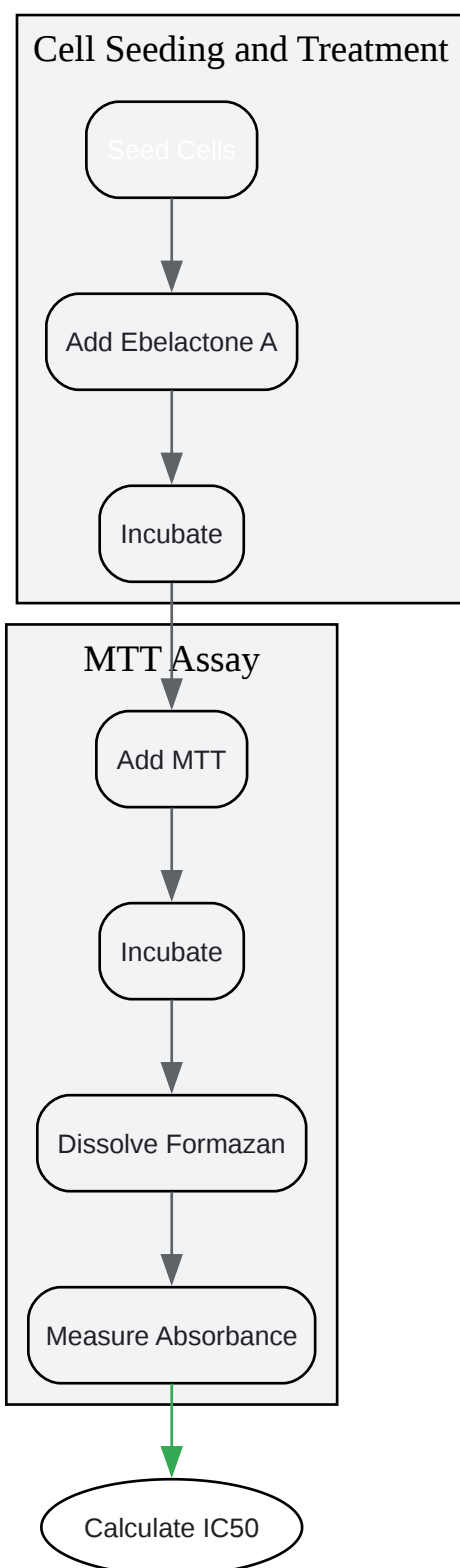 Cell Seeding and Treatment
Seed Cells
Add Ebelactone A
Incubate
MTT Assay
Add MTT
Incubate
Dissolve Formazan
Measure Absorbance
Calculate IC50